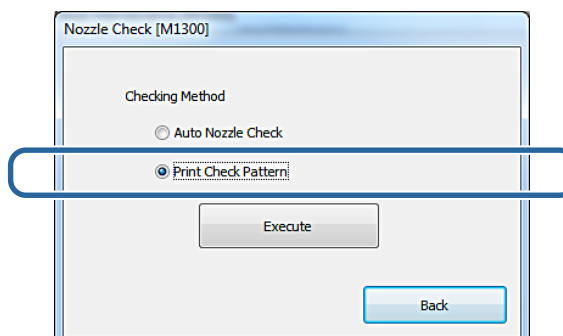 Nozzle Check [M1300]
Checking Method
Auto Nozzle Check
Print Check Pattern
Execute
Back